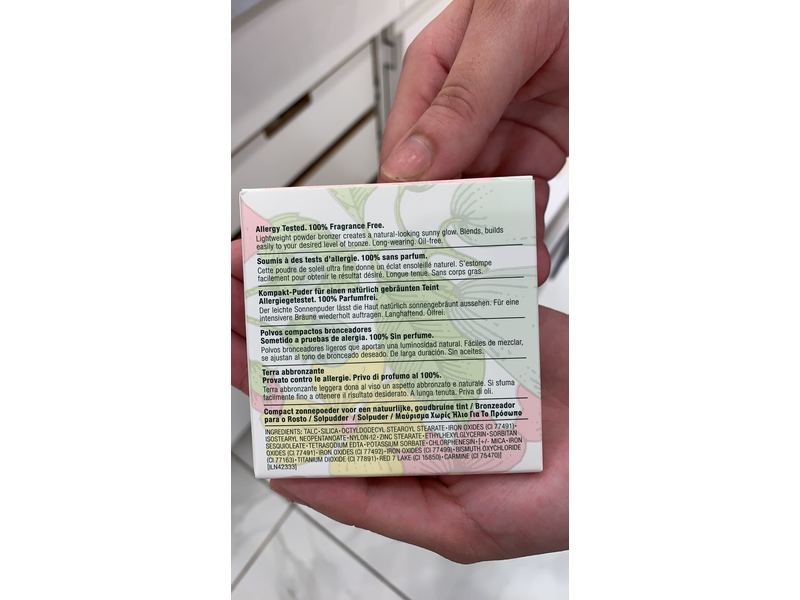 Allergy Tested. 100% Fragrance Free.
Lightweight powder bronzer creates a natural-looking sunny glow. Blends, builds
easily to your desired level of bronze. Long-wearing. Oil-free.
Soumis à des tests d'allergie. 100% sans parfum.
Cette poudre de soleil ultra fine donne un éclat ensoleillé naturel. S'estompe
facilement pour obtenir le résultat désiré. Longue tenue. Sans corps gras.
Kompakt-Puder für einen natürlich gebräunten Teint
Allergiegetestet. 100% Parfumfrei.
Der leichte Sonnenpuder lässt die Haut natürlich sonnengebräunt aussehen. Für eine
intensivere Bräune wiederholt auftragen. Langhaftend. Ölfrei.
Polvos compactos bronceadores
Sometido a pruebas de alergia. 100% Sin perfume.
Polvos bronceadores ligeros que aportan una luminosidad natural. Fáciles de mezclar,
se ajustan al tono de bronceado deseado. De larga duración. Sin aceites.
Terra abbronzante
Provato contro le allergie. Privo di profumo al 100%.
Terra abbronzante leggera dona al viso un aspetto abbronzato e naturale. Si sfuma
facilmente fino a ottenere il risultato desiderato. A lunga tenuta. Priva di oli.
Compact zonnepoeder voor een natuurlijke, goudbruine tint / Bronzeador
para o Rosto / Solpudder / Solpuder / Μαύρισμα Χωρίς Ήλιο Για Το Πρόσωπο
INGREDIENTS: TALC•SILICA•OCTYLDODECYL STEAROYL STEARATE•IRON OXIDES (CI 77491)•
ISOSTEARYL NEOPENTANOATE•NYLON-12•ZINC STEARATE•ETHYLHEXYLGLYCERIN•SORBITAN
SESQUIOLEATE•TETRASODIUM EDTA•POTASSIUM SORBATE•CHLORPHENESIN•[+/- MICA•IRON
OXIDES (CI 77491)•IRON OXIDES (CI 77492)•IRON OXIDES (CI 77499)•BISMUTH OXYCHLORIDE
(CI 77163)•TITANIUM DIOXIDE (CI 77891)•RED 7 LAKE (CI 15850)•CARMINE (CI 75470)]
[ILN42333]